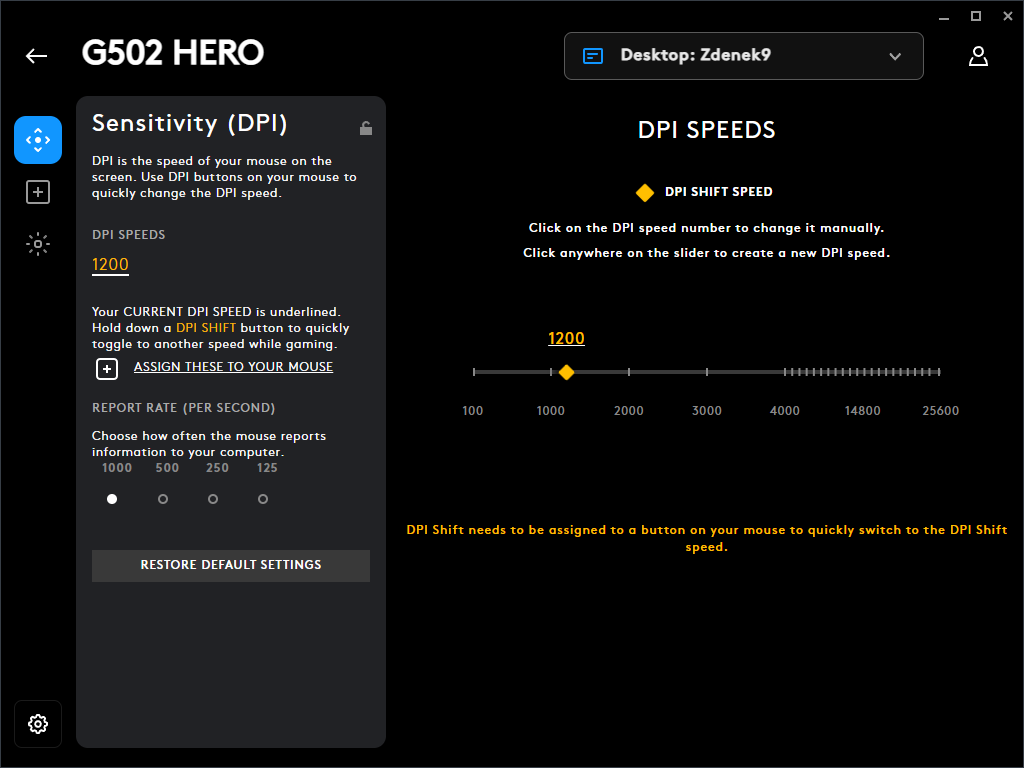 G502 HERO
Desktop: Zdenek9
Sensitivity (DPI)
DPI is the speed of your mouse on the
screen. Use DPI buttons on your mouse to
quickly change the DPI speed.
DPI SPEEDS
1200
Your CURRENT DPI SPEED is underlined.
Hold down a DPI SHIFT button to quickly
toggle to another speed while gaming.
ASSIGN THESE TO YOUR MOUSE
REPORT RATE (PER SECOND)
Choose how often the mouse reports
information to your computer.
1000 500 250 125
RESTORE DEFAULT SETTINGS
DPI SPEEDS
DPI SHIFT SPEED
Click on the DPI speed number to change it manually.
Click anywhere on the slider to create a new DPI speed.
1200
100 1000 2000 3000 4000 14800 25600
DPI Shift needs to be assigned to a button on your mouse to quickly switch to the DPI Shift
speed.